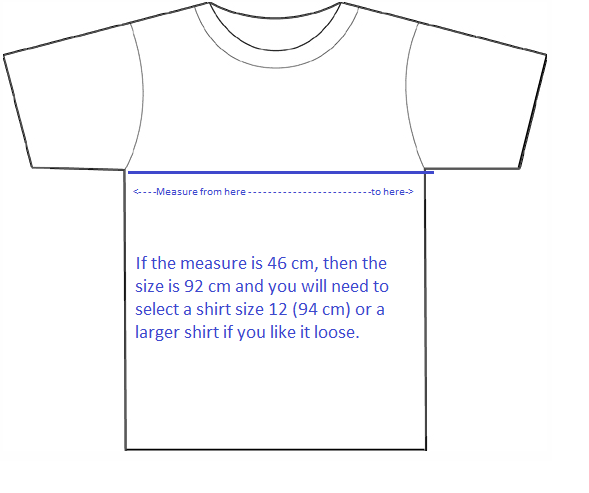 <----Measure from here --------------------------to here->
If the measure is 46 cm, then the
size is 92 cm and you will need to
select a shirt size 12 (94 cm) or a
larger shirt if you like it loose.